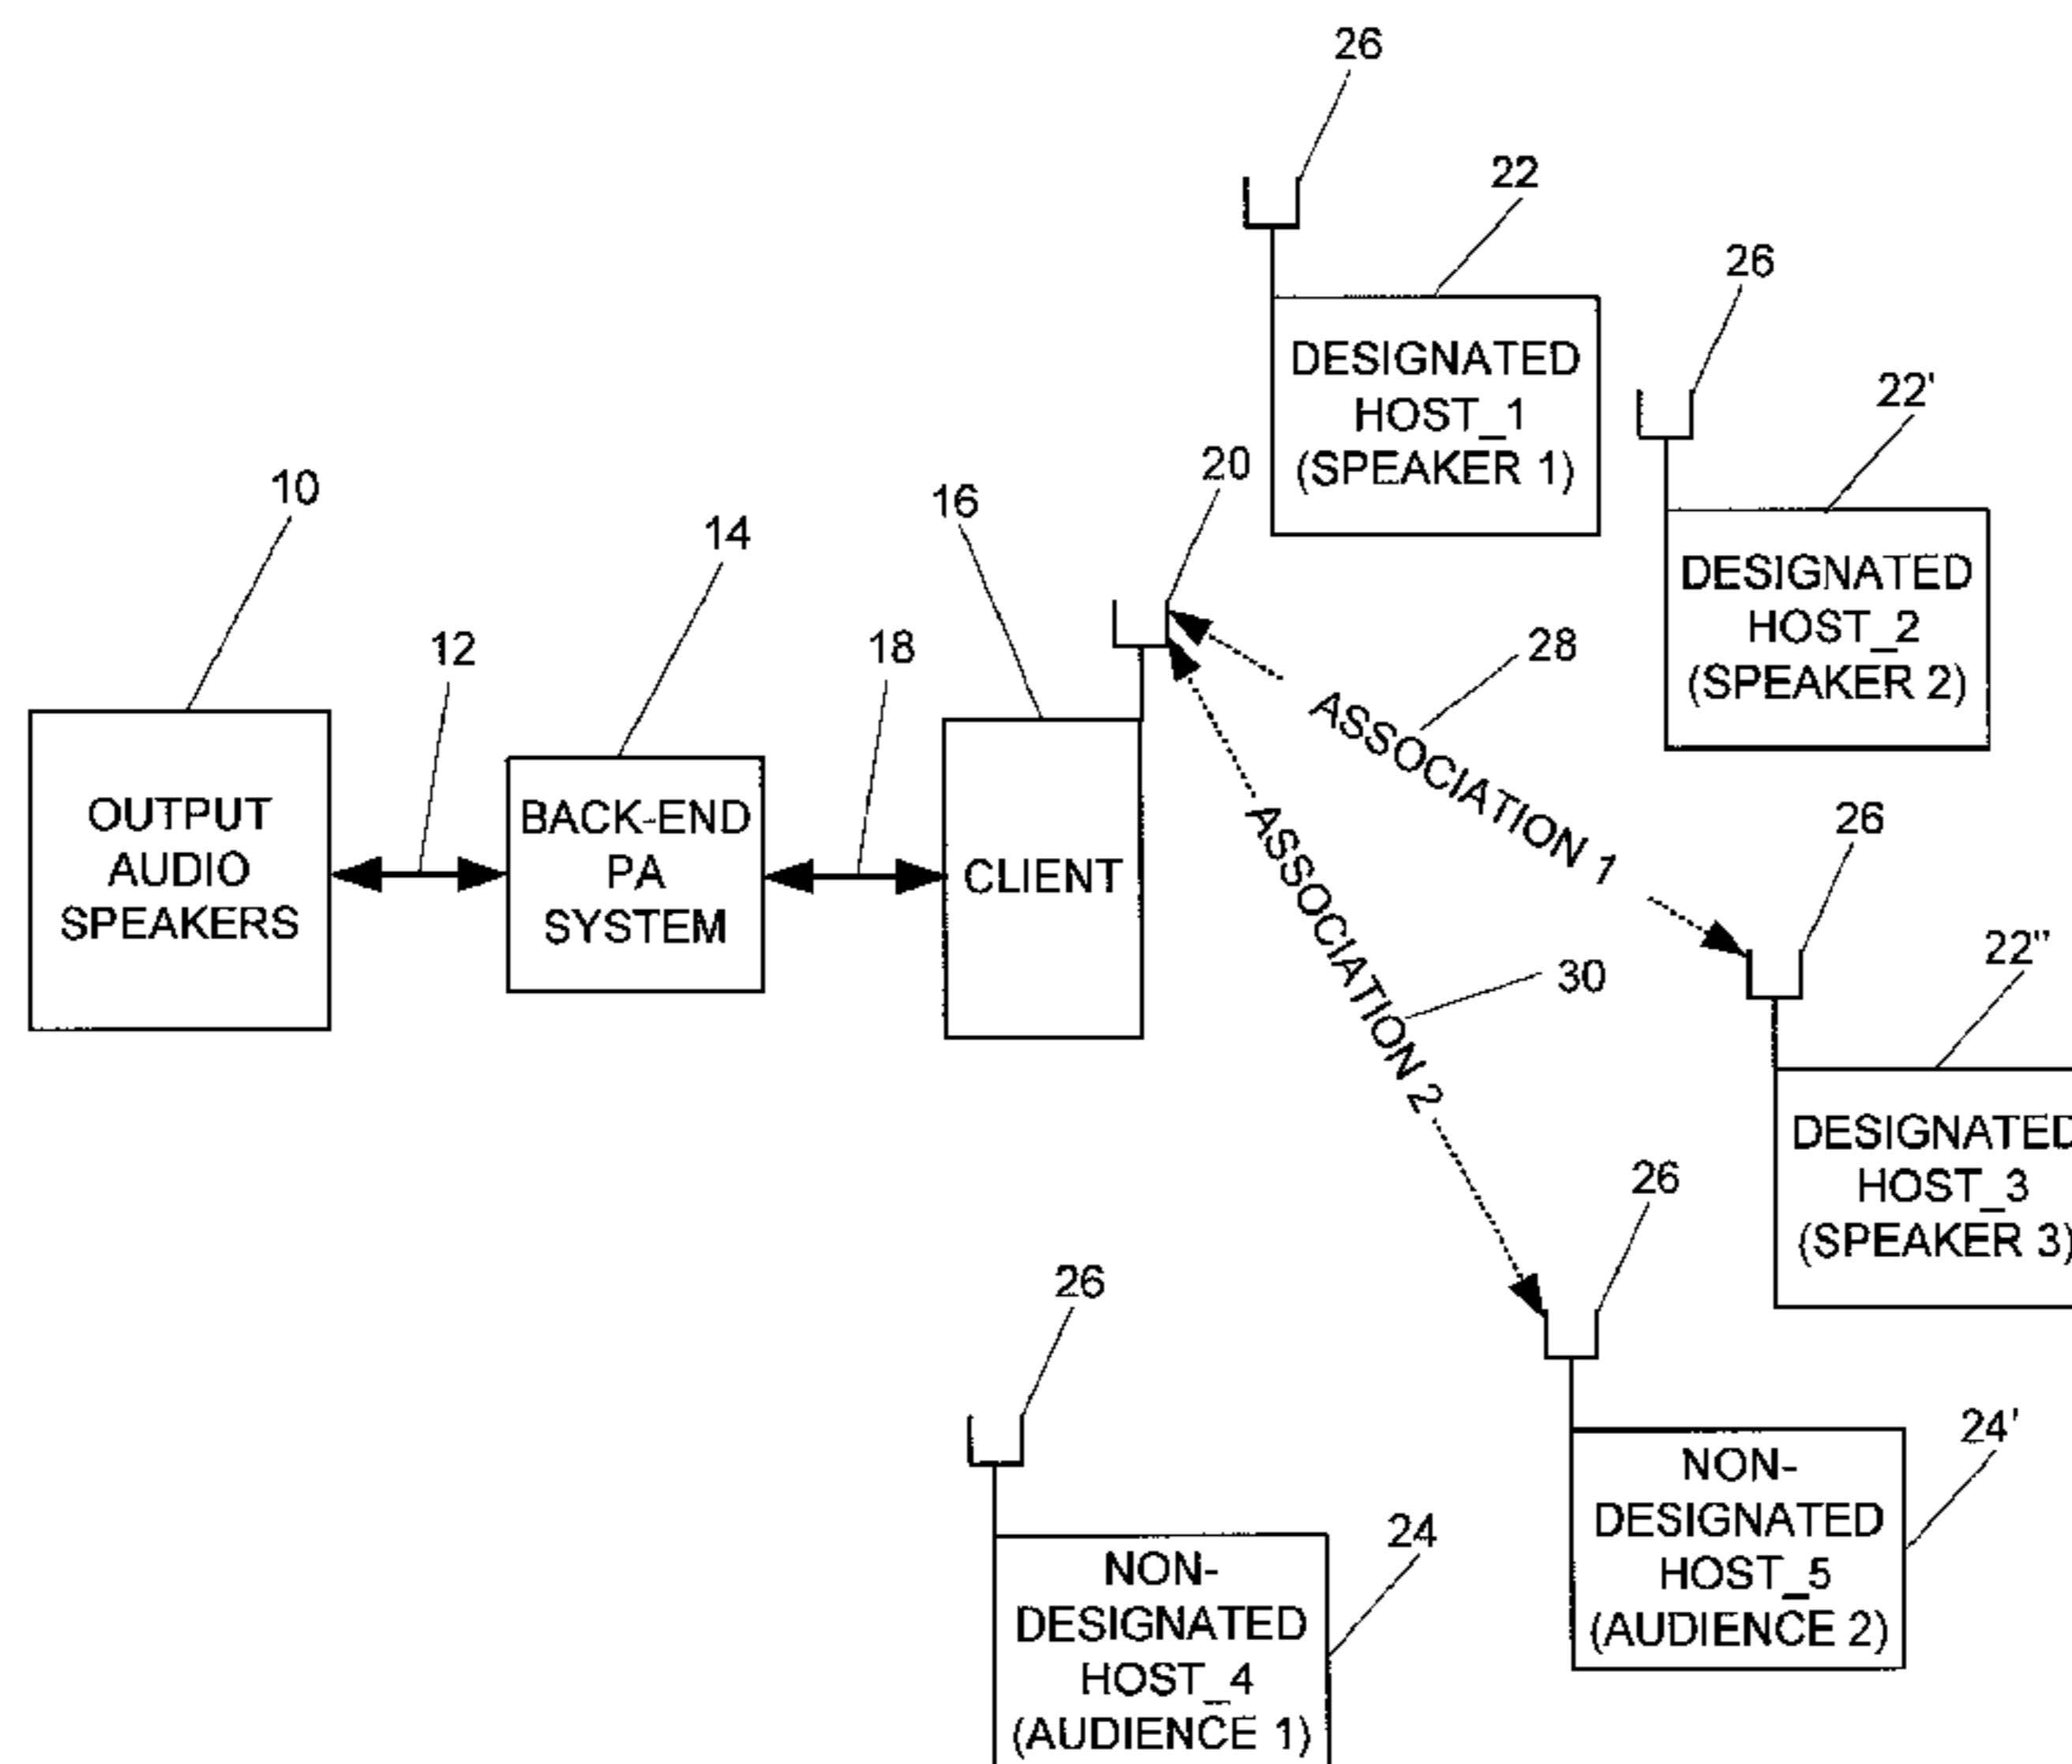 26
22
26
DESIGNATED
HOST_1
(SPEAKER 1)
22'
20
10
16
14
DESIGNATED
HOST_2
(SPEAKER 2)
12
18
28
ASSOCIATION 1
OUTPUT
AUDIO
SPEAKERS
BACK-END
PA
SYSTEM
CLIENT
26
22"
ASSOCIATION 2
30
DESIGNATED
HOST_3
(SPEAKER 3)
26
26
24'
NON-
DESIGNATED
HOST_5
(AUDIENCE 2)
24
NON-
DESIGNATED
HOST_4
(AUDIENCE 1)